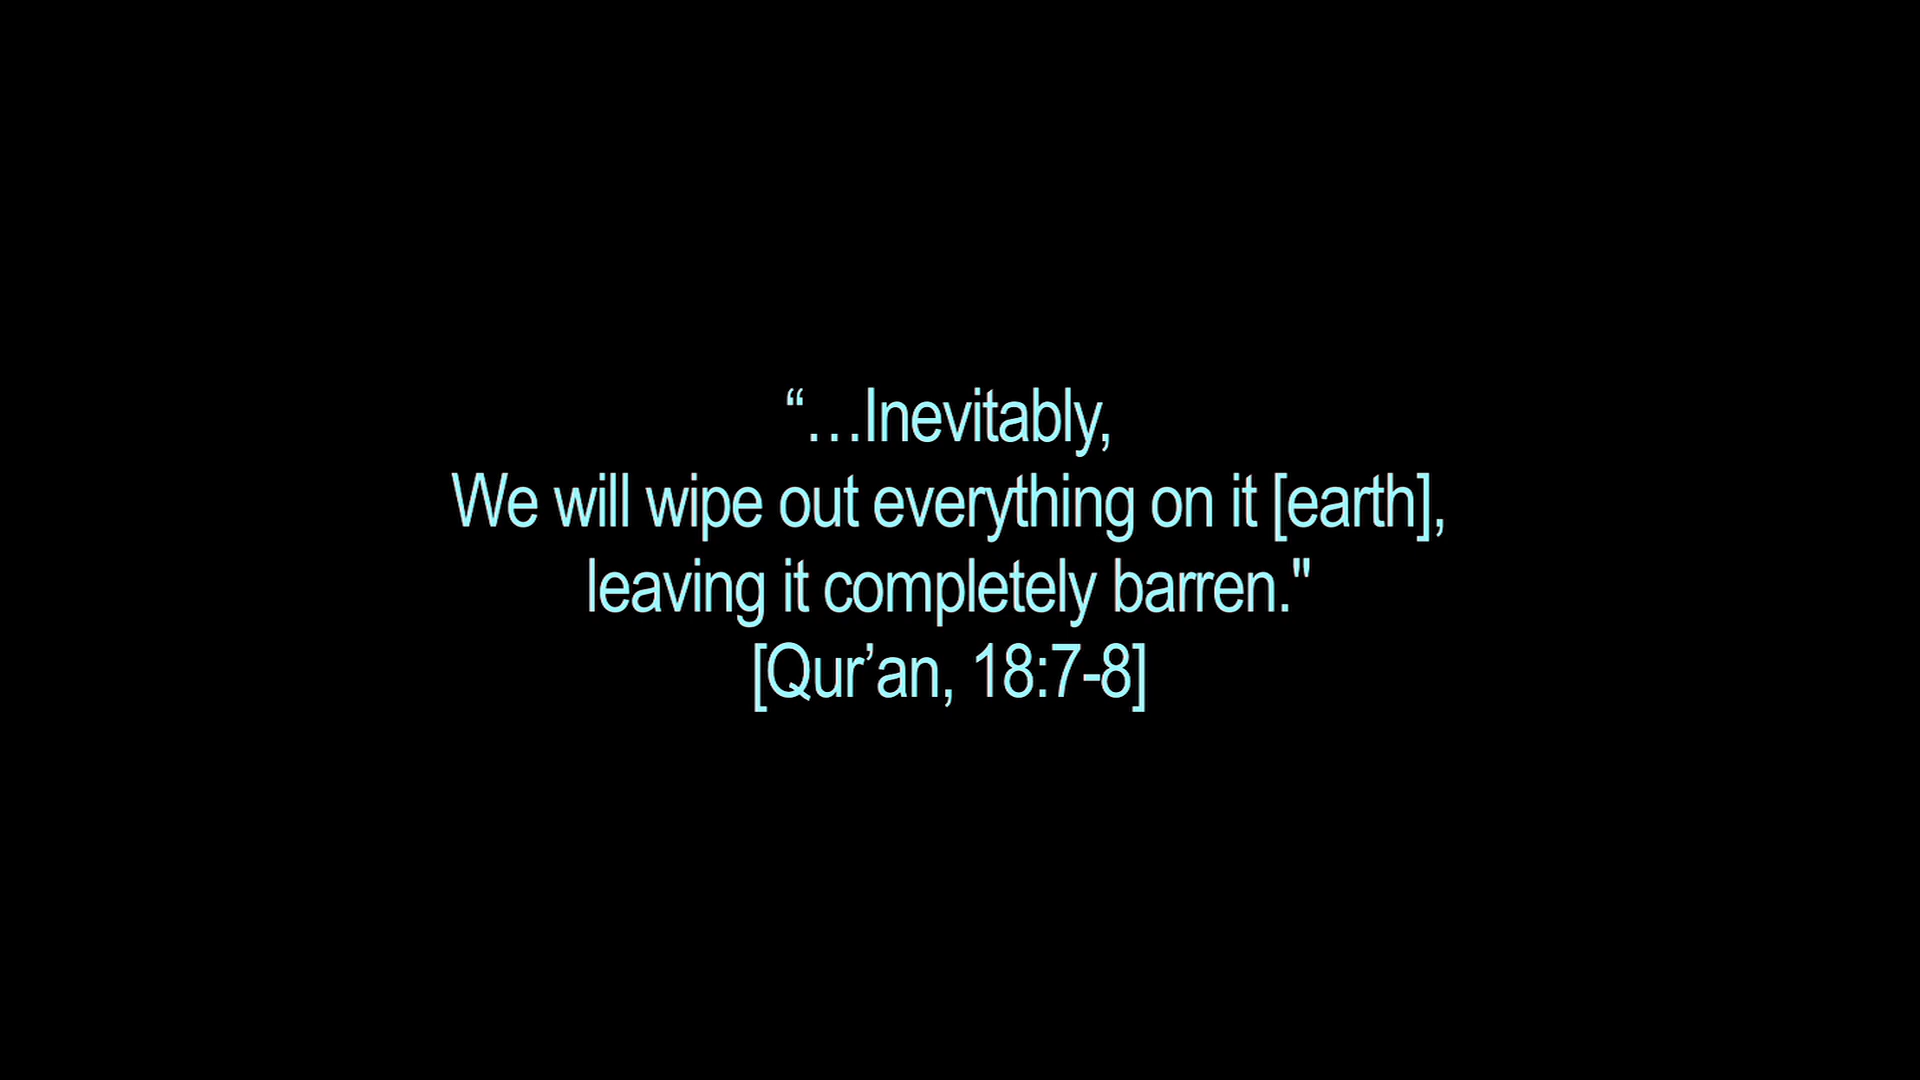 “…Inevitably,
We will wipe out everything on it [earth],
leaving it completely barren."
[Qur’an, 18:7-8]